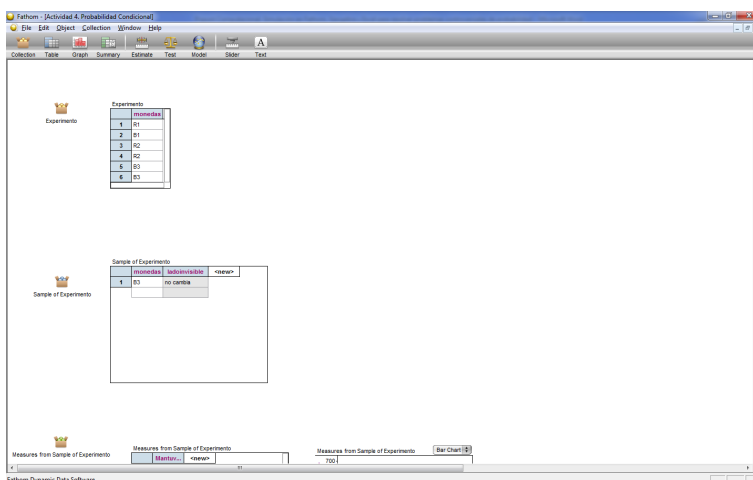 Fathom - [Actividad 4. Probabilidad Condicional]
File Edit Object Collection Window Help
Collection Table Graph Summary Estimate Test Model Slider Text
Experimento
Experimento
monedas
1 R1
2 B1
3 R2
4 R2
5 B3
6 B3
Sample of Experimento
Sample of Experimento
monedas ladoinvisible <new>
1 B3 no cambia
Measures from Sample of Experimento
Measures from Sample of Experimento
Mantov... <new>
Measures from Sample of Experimento Bar Chart
700
Fathom Dynamic Data Software